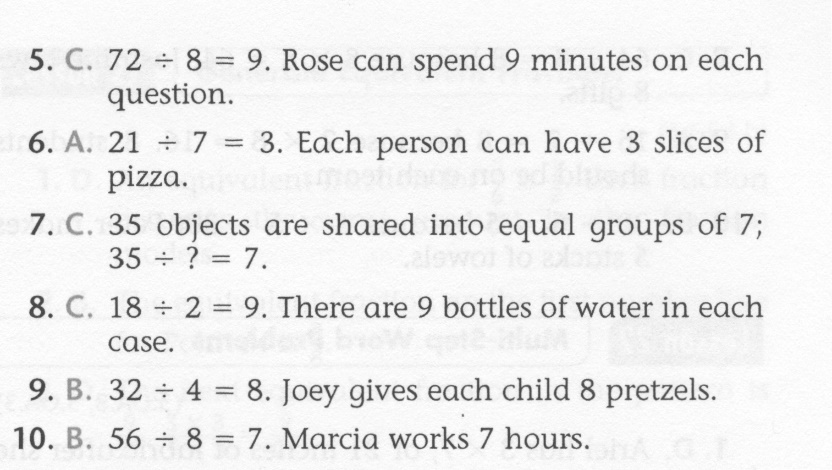 5. C. 72 ÷ 8 = 9. Rose can spend 9 minutes on each
question.
6. A. 21 ÷ 7 = 3. Each person can have 3 slices of
pizza.
7. C. 35 objects are shared into equal groups of 7;
35 ÷ ? = 7.
8. C. 18 ÷ 2 = 9. There are 9 bottles of water in each
case.
9. B. 32 ÷ 4 = 8. Joey gives each child 8 pretzels.
10. B. 56 ÷ 8 = 7. Marcia works 7 hours.